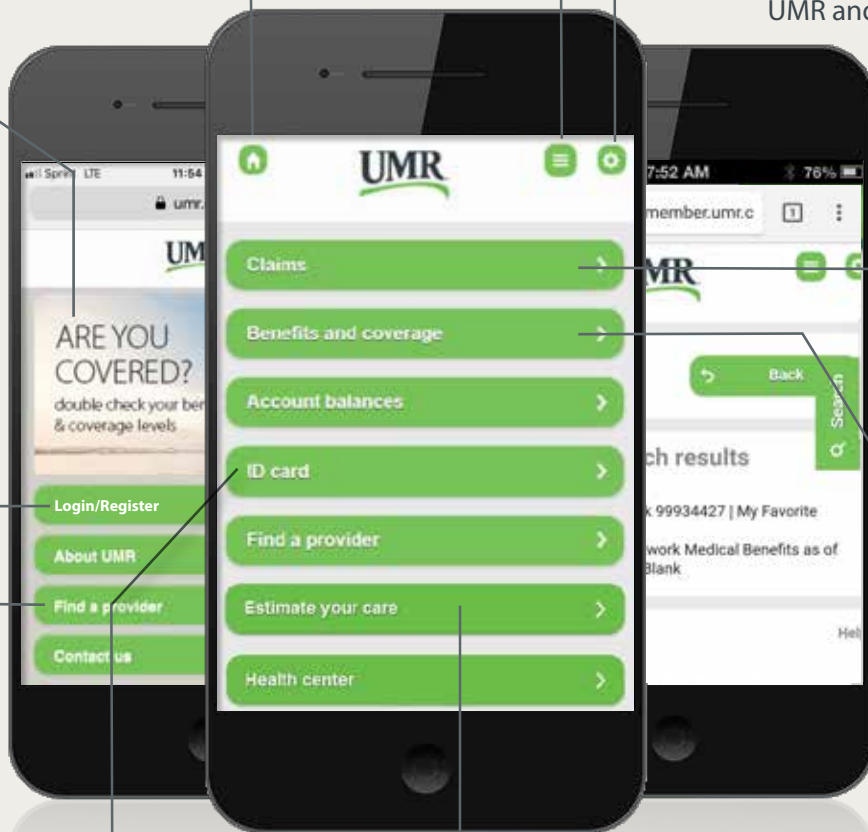 UMR and
Sprint LTE
11:54
umr.
UM
ARE YOU
COVERED?
double check your ber
& coverage levels
Login/Register
About UMR
Find a provider
Contact us
UMR
Claims
Benefits and coverage
Account balances
ID card
Find a provider
Estimate your care
Health center
7:52 AM
76%
member.umr.c
1
MR
Back
Search
ch results
k 99934427 | My Favorite
work Medical Benefits as of
Blank
Hel